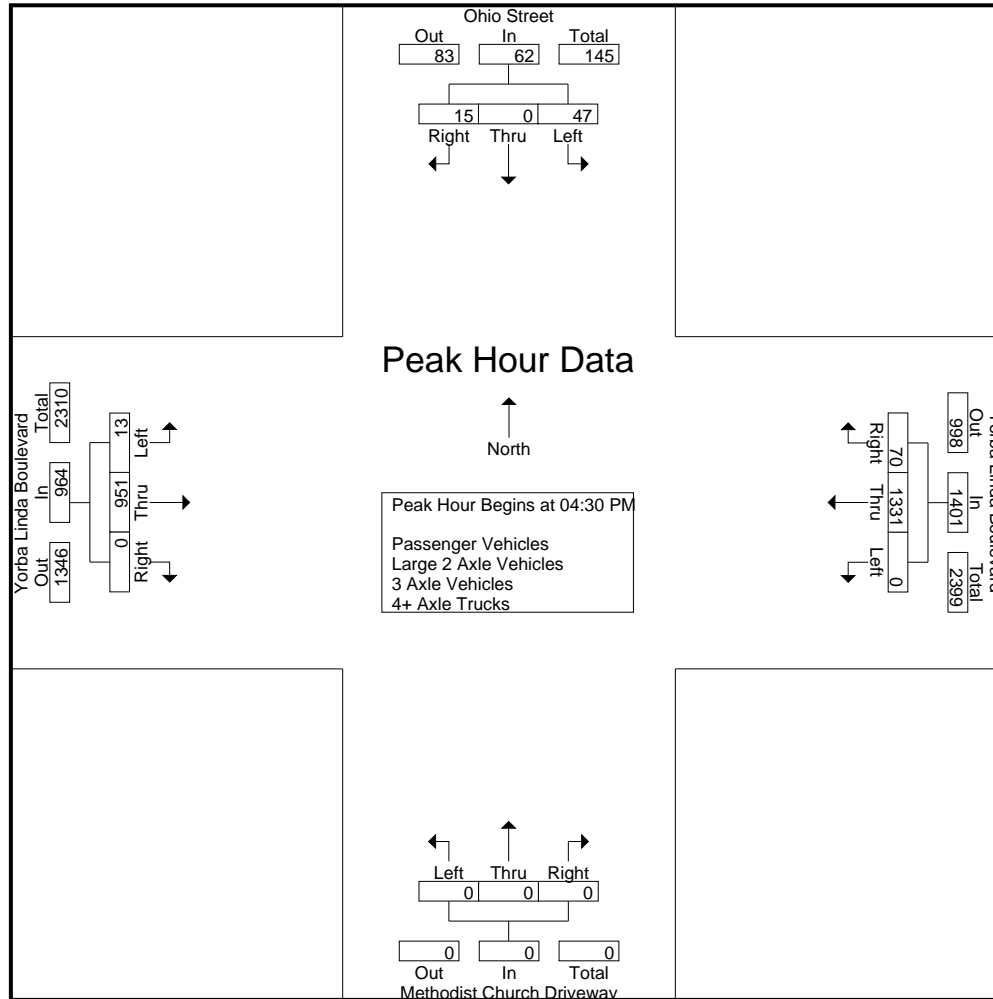 Ohio Street
Out In Total
83 62 145
15 0 47
Right Thru Left
Peak Hour Data
North
Peak Hour Begins at 04:30 PM
Passenger Vehicles
Large 2 Axle Vehicles
3 Axle Vehicles
4+ Axle Trucks
Yorba Linda Boulevard
Total In Out
2310 964 1346
13 951 0
Left Thru Right
Yorba Linda Boulevard
Out In Total
998 1401 2399
70 1331 0
Right Thru Left
Left Thru Right
0 0 0
0 0 0
Out In Total
Methodist Church Driveway